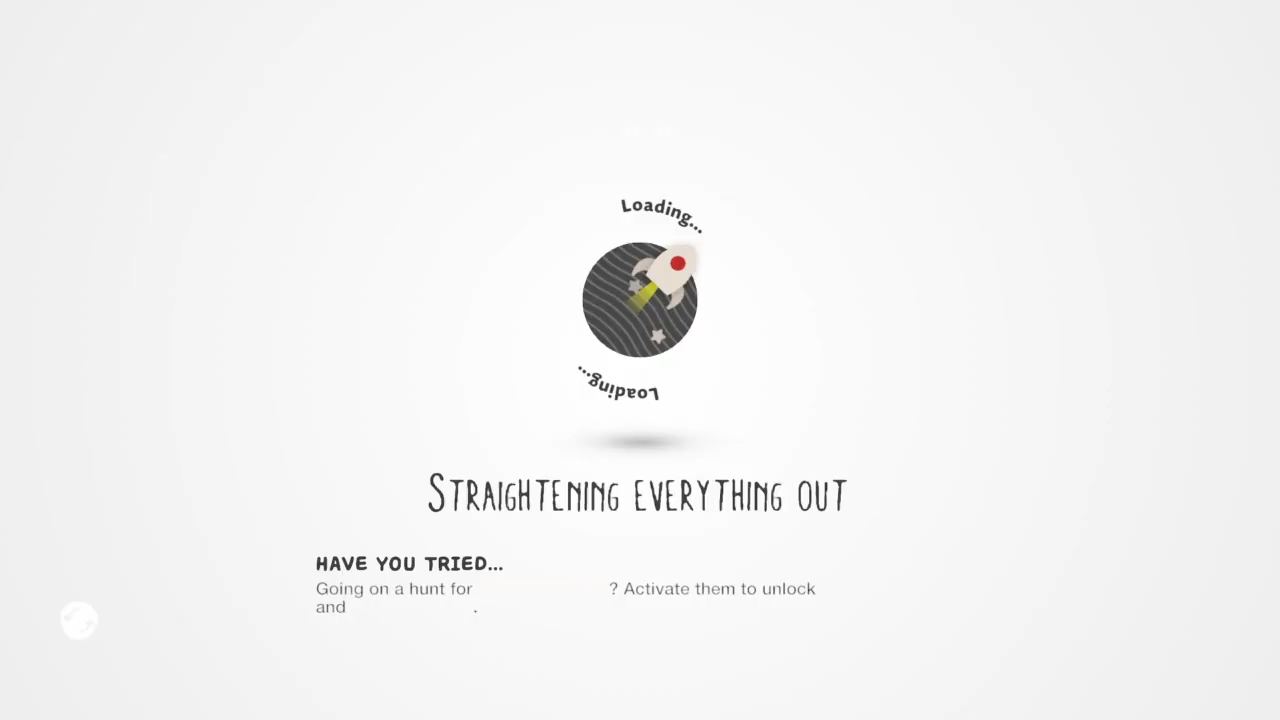 Loading...
Loading...
STRAIGHTENING EVERYTHING OUT
HAVE YOU TRIED...
Going on a hunt for ? Activate them to unlock
and .